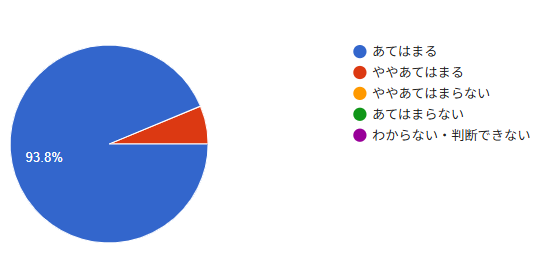 あてはまる
ややあてはまる
ややあてはまらない
あてはまらない
わからない・判断できない
93.8%